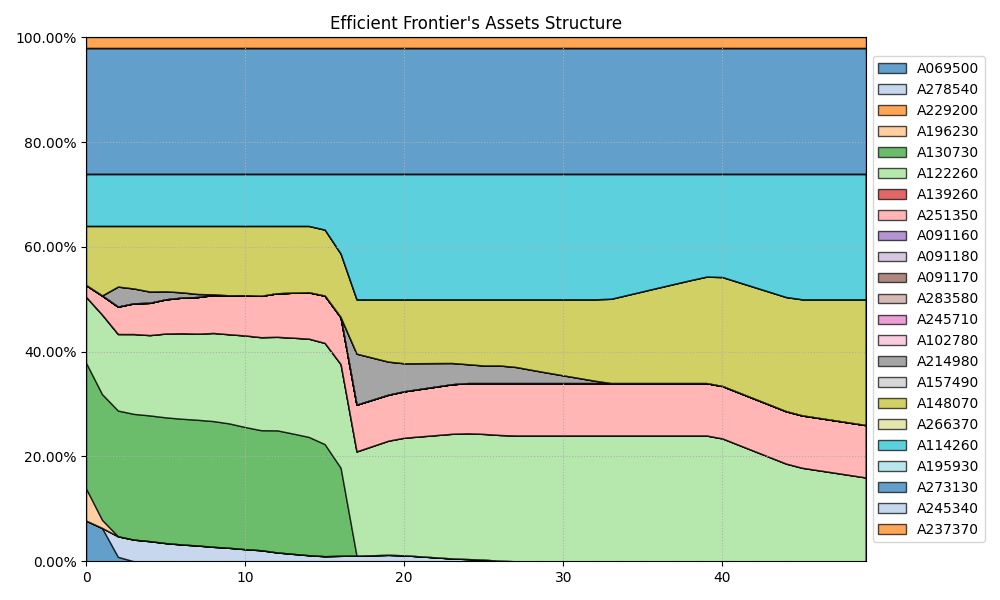 Efficient Frontier's Assets Structure
100.00%
80.00%
60.00%
40.00%
20.00%
0.00%
0
10
20
30
40
A069500
A278540
A229200
A196230
A130730
A122260
A139260
A251350
A091160
A091180
A091170
A283580
A245710
A102780
A214980
A157490
A148070
A266370
A114260
A195930
A273130
A245340
A237370